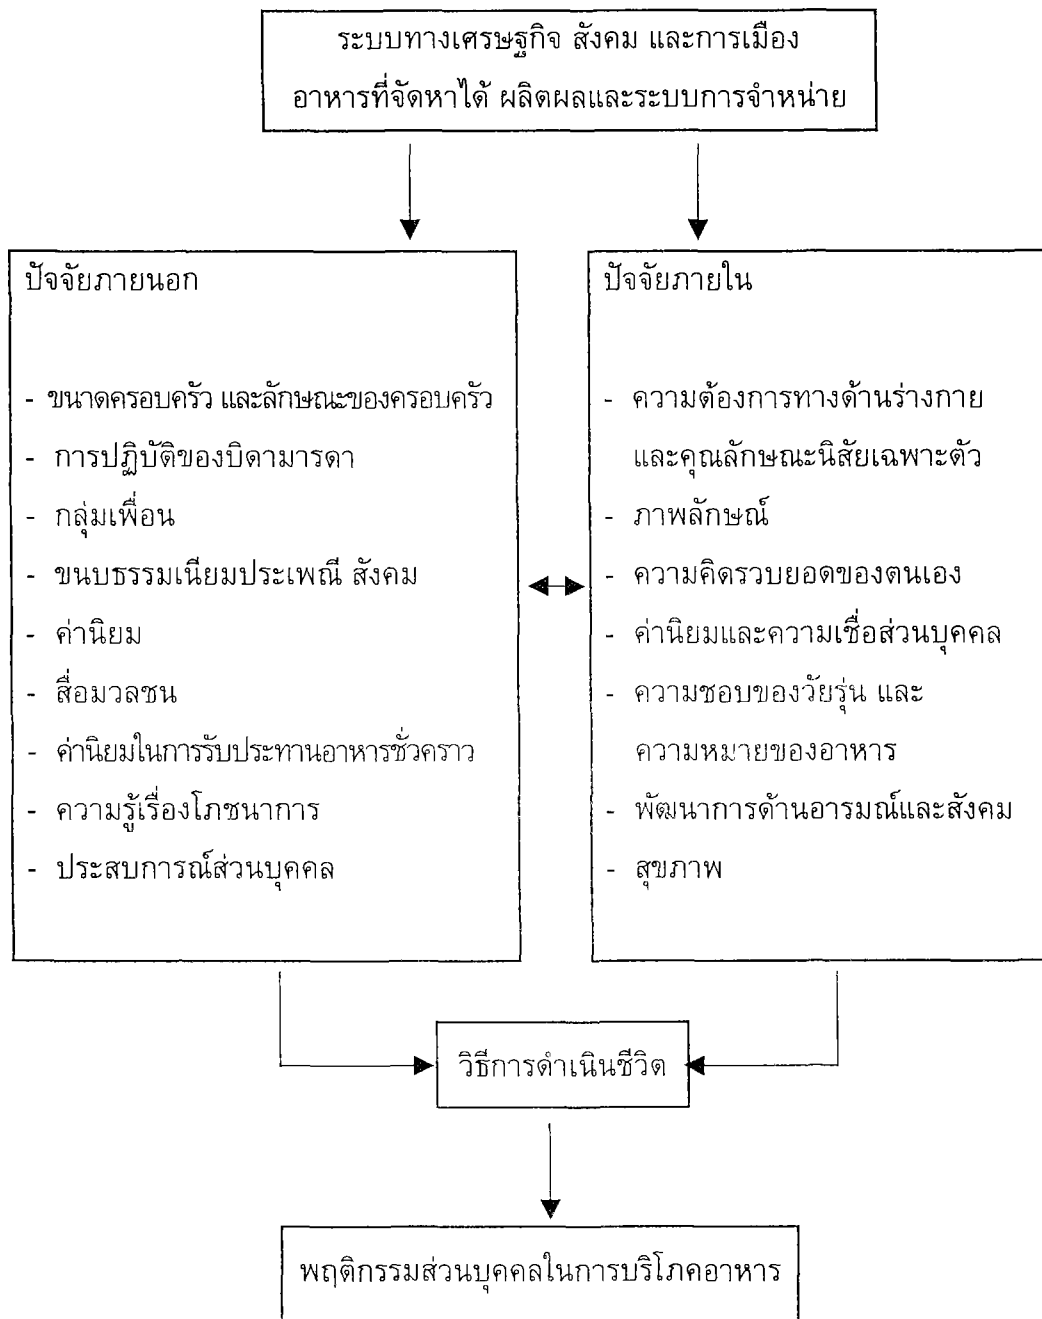 ระบบทางเศรษฐกิจ สังคม และการเมือง
อาหารที่จัดหาได้ ผลิตผลและระบบการจำหน่าย
ปัจจัยภายนอก
- ขนาดครอบครัว และลักษณะของครอบครัว
- การปฏิบัติของบิดามารดา
- กลุ่มเพื่อน
- ขนบธรรมเนียมประเพณี สังคม
- ค่านิยม
- สื่อมวลชน
- ค่านิยมในการรับประทานอาหารชั่วคราว
- ความรู้เรื่องโภชนาการ
- ประสบการณ์ส่วนบุคคล
ปัจจัยภายใน
- ความต้องการทางด้านร่างกาย
และคุณลักษณะนิสัยเฉพาะตัว
- ภาพลักษณ์
- ความคิดรวบยอดของตนเอง
- ค่านิยมและความเชื่อส่วนบุคคล
- ความชอบของวัยรุ่น และ
ความหมายของอาหาร
- พัฒนาการด้านอารมณ์และสังคม
- สุขภาพ
วิธีการดำเนินชีวิต
พฤติกรรมส่วนบุคคลในการบริโภคอาหาร